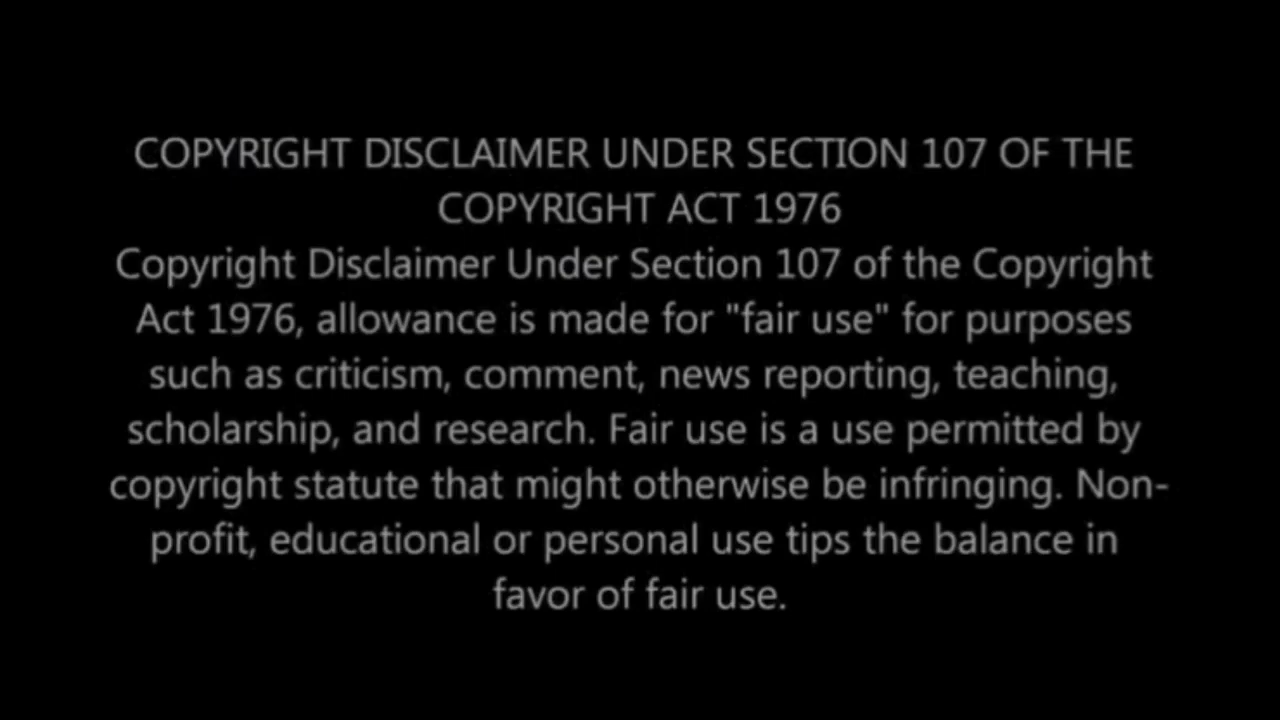 COPYRIGHT DISCLAIMER UNDER SECTION 107 OF THE
COPYRIGHT ACT 1976
Copyright Disclaimer Under Section 107 of the Copyright
Act 1976, allowance is made for "fair use" for purposes
such as criticism, comment, news reporting, teaching,
scholarship, and research. Fair use is a use permitted by
copyright statute that might otherwise be infringing. Non-
profit, educational or personal use tips the balance in
favor of fair use.